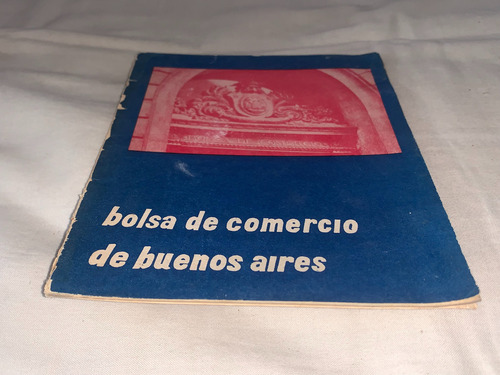 bolsa de comercio
de buenos aires